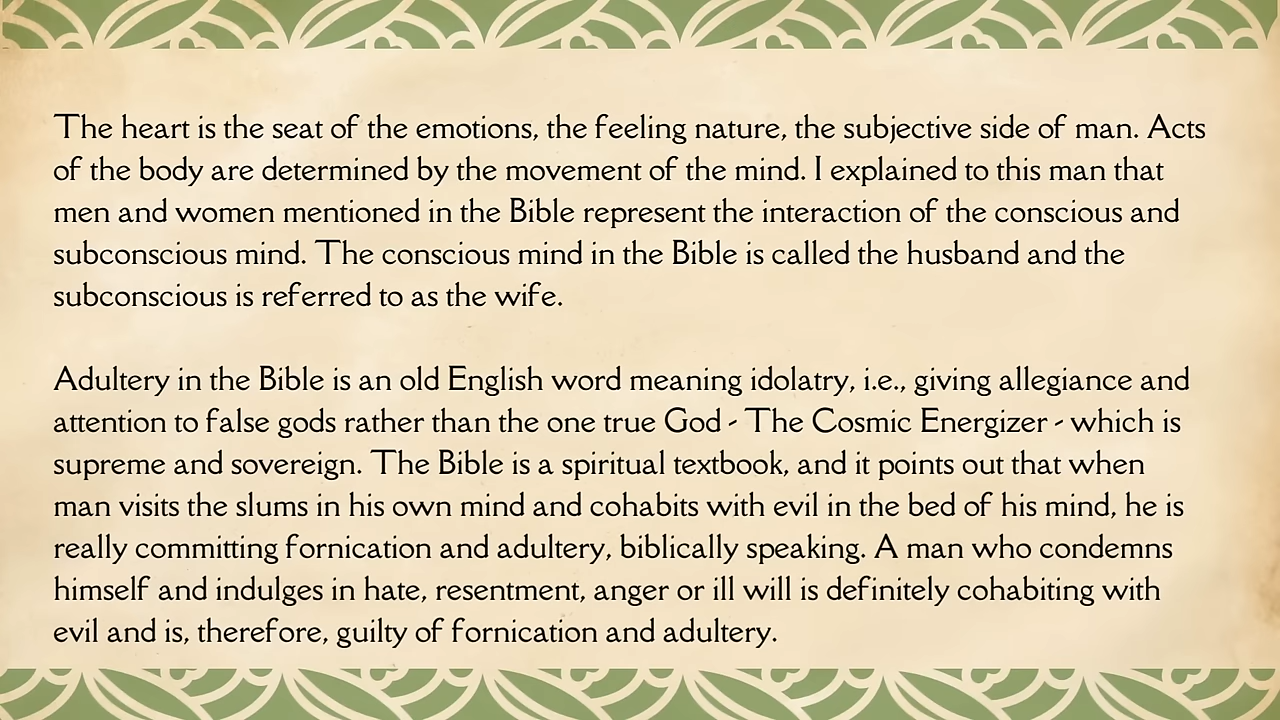 The heart is the seat of the emotions, the feeling nature, the subjective side of man. Acts
of the body are determined by the movement of the mind. I explained to this man that
men and women mentioned in the Bible represent the interaction of the conscious and
subconscious mind. The conscious mind in the Bible is called the husband and the
subconscious is referred to as the wife.
Adultery in the Bible is an old English word meaning idolatry, i.e., giving allegiance and
attention to false gods rather than the one true God - The Cosmic Energizer - which is
supreme and sovereign. The Bible is a spiritual textbook, and it points out that when
man visits the slums in his own mind and cohabits with evil in the bed of his mind, he is
really committing fornication and adultery, biblically speaking. A man who condemns
himself and indulges in hate, resentment, anger or ill will is definitely cohabiting with
evil and is, therefore, guilty of fornication and adultery.